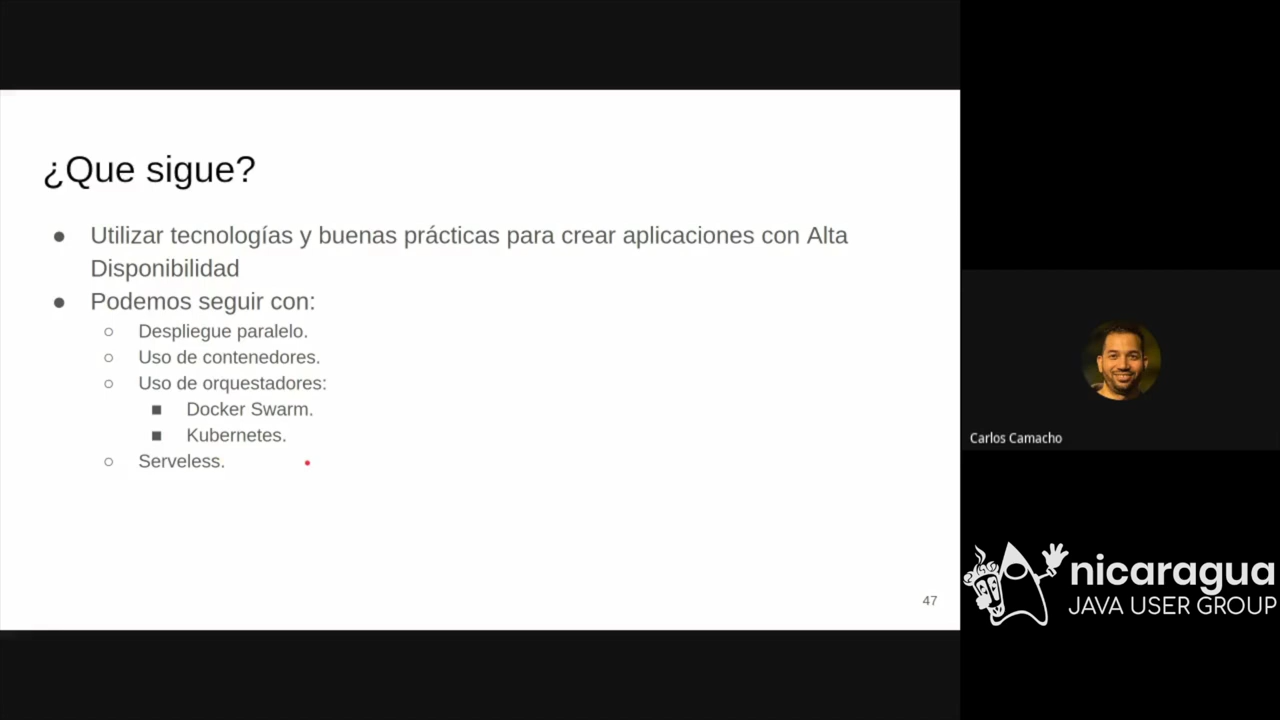 ¿Que sigue?
● Utilizar tecnologías y buenas prácticas para crear aplicaciones con Alta
Disponibilidad
● Podemos seguir con:
○ Despliegue paralelo.
○ Uso de contenedores.
○ Uso de orquestadores:
■ Docker Swarm.
■ Kubernetes.
○ Serveless.
47
Carlos Camacho
nicaragua
JAVA USER GROUP